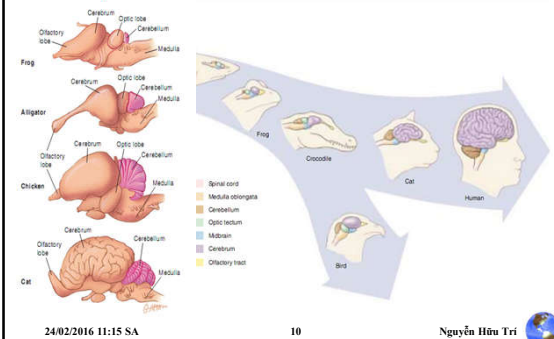 Cerebrum
Optic lobe
Olfactory
lobe
Cerebellum
Medulla
Frog
Cerebrum
Optic lobe
Cerebellum
Medulla
Alligator
Olfactory
lobe
Cerebrum
Optic lobe
Cerebellum
Medulla
Chicken
Cerebrum
Olfactory
lobe
Cerebellum
Medulla
Cat
Frog
Crocodile
Cat
Human
Bird
Spinal cord
Medulla oblongata
Cerebellum
Optic tectum
Midbrain
Cerebrum
Olfactory tract
24/02/2016 11:15 SA
10
Nguyễn Hữu Trí